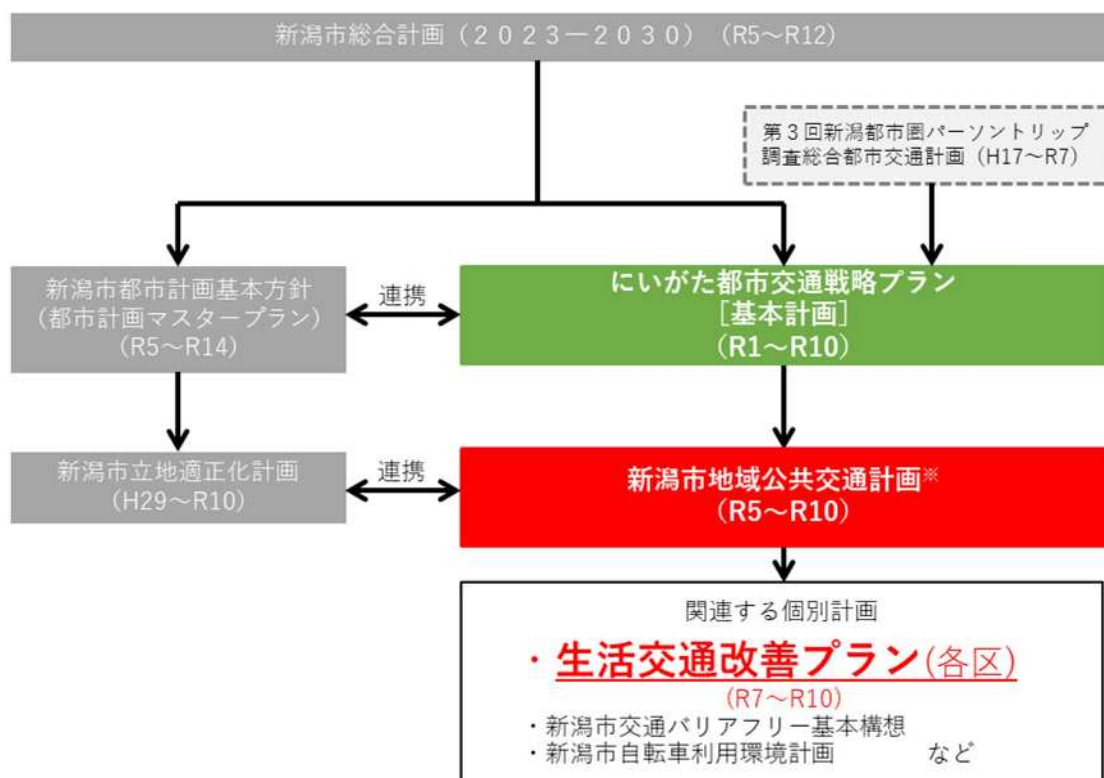 新潟市総合計画（２０２３－２０３０）（R5～R12）
第３回新潟都市圏パーソントリップ
調査総合都市交通計画（H17～R7）
新潟市都市計画基本方針
(都市計画マスタープラン)
(R5～R14)
連携
にいがた都市交通戦略プラン
［基本計画］
（R1～R10）
新潟市立地適正化計画
(H29～R10)
連携
新潟市地域公共交通計画※
（R5～R10）
関連する個別計画
・生活交通改善プラン(各区)
(R7～R10)
・新潟市交通バリアフリー基本構想
・新潟市自転車利用環境計画　　　など